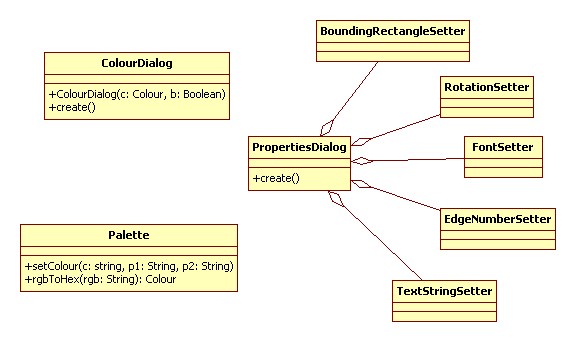 BoundingRectangleSetter
ColourDialog
+ColourDialog(c: Colour, b: Boolean)
+create()
RotationSetter
PropertiesDialog
+create()
FontSetter
EdgeNumberSetter
Palette
+setColour(c: string, p1: String, p2: String)
+rgbToHex(rgb: String): Colour
TextStringSetter